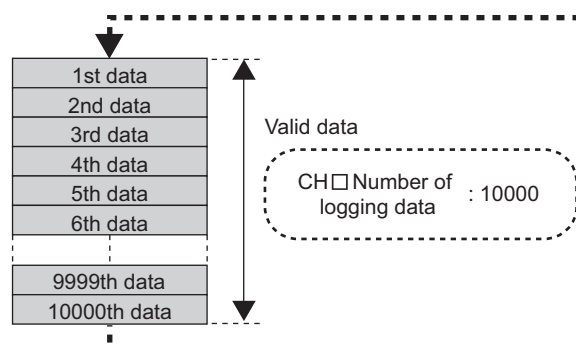 1st data
2nd data
3rd data
4th data
5th data
6th data
9999th data
10000th data
Valid data
CH□ Number of
logging data
: 10000